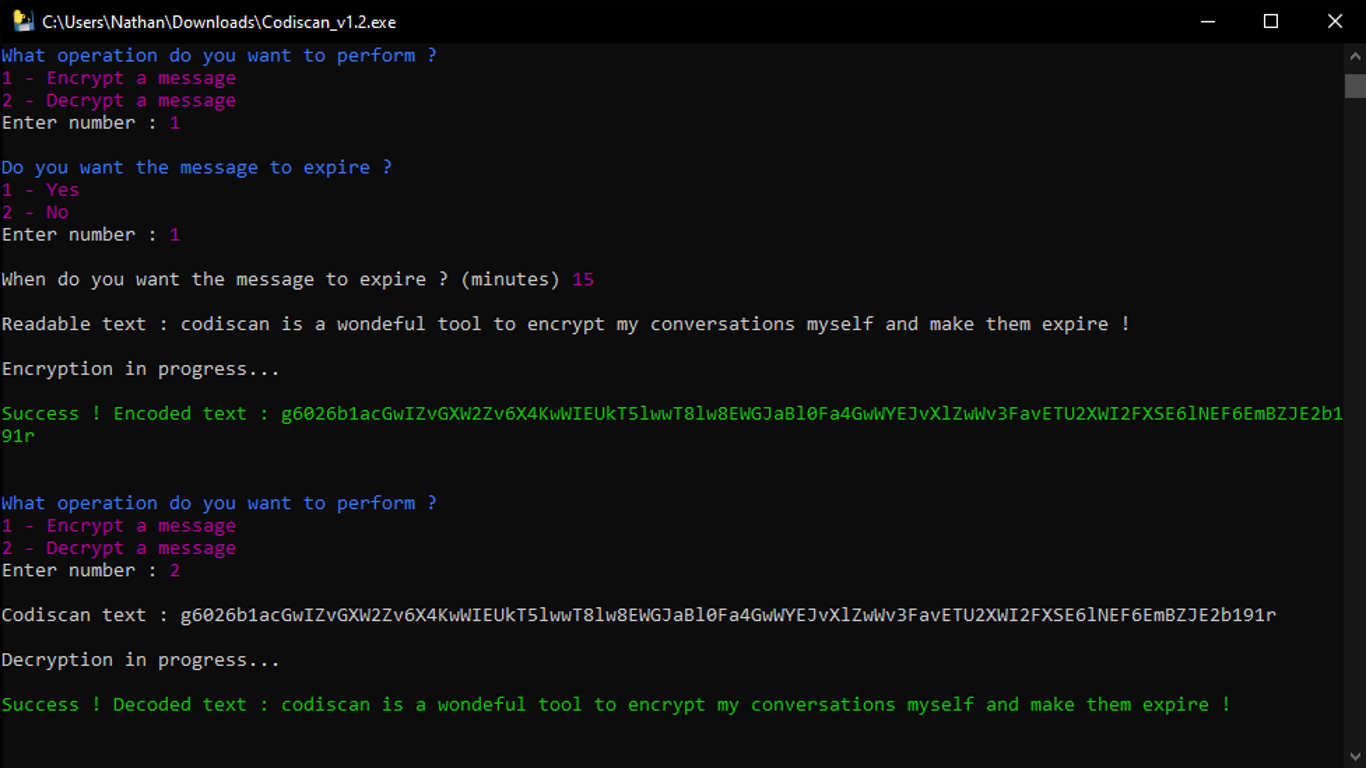 C:\Users\Nathan\Downloads\Codiscan_v1.2.exe
What operation do you want to perform ?
1 - Encrypt a message
2 - Decrypt a message
Enter number : 1
Do you want the message to expire ?
1 - Yes
2 - No
Enter number : 1
When do you want the message to expire ? (minutes) 15
Readable text : codiscan is a wondeful tool to encrypt my conversations myself and make them expire !
Encryption in progress...
Success ! Encoded text : g6026b1acGwIZvGXW2Zv6X4KwWIEUkT5lwwT8lw8EWGJaBl0Fa4GwWYEJvXlZwWv3FavETU2XWI2FXSE6lNEF6EmBZJE2b1
91r
What operation do you want to perform ?
1 - Encrypt a message
2 - Decrypt a message
Enter number : 2
Codiscan text : g6026b1acGwIZvGXW2Zv6X4KwWIEUkT5lwwT8lw8EWGJaBl0Fa4GwWYEJvXlZwWv3FavETU2XWI2FXSE6lNEF6EmBZJE2b191r
Decryption in progress...
Success ! Decoded text : codiscan is a wondeful tool to encrypt my conversations myself and make them expire !